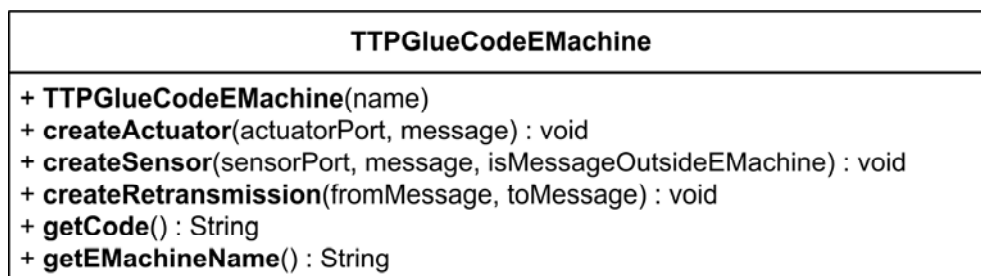 TTPGlueCodeEMachine
+ TTPGlueCodeEMachine(name)
+ createActuator(actuatorPort, message) : void
+ createSensor(sensorPort, message, isMessageOutsideEMachine) : void
+ createRetransmission(fromMessage, toMessage) : void
+ getCode() : String
+ getEMachineName() : String